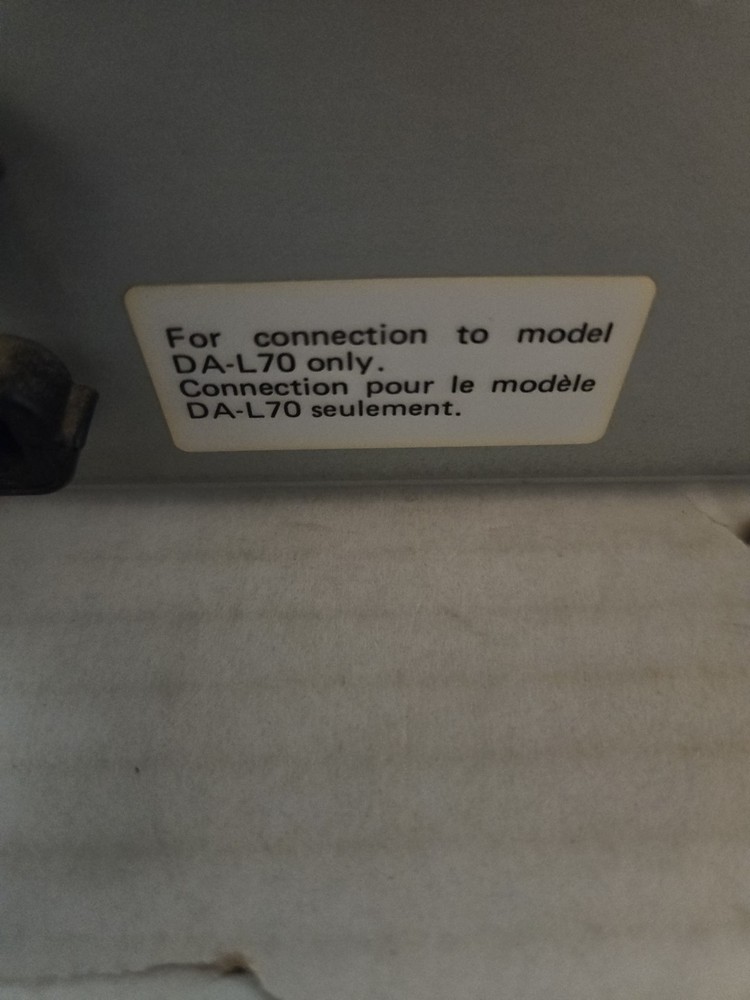 For connection to model
DA-L70 only.
Connection pour le modèle
DA-L70 seulement.